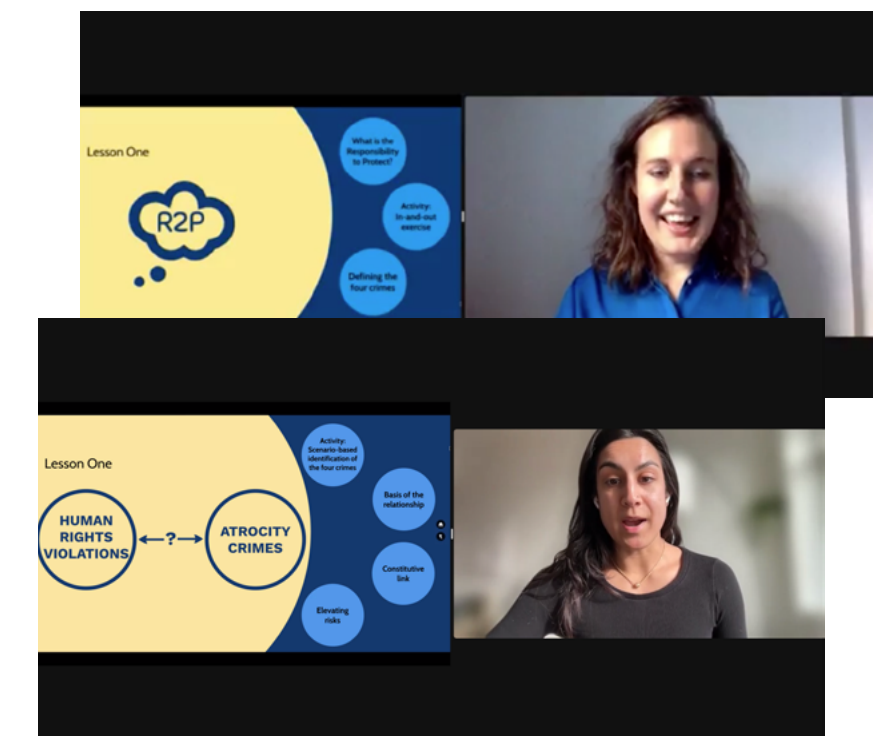 Lesson One
R2P
What is the
Responsibility
to Protect?
Activity:
In-and-out
exercise
Defining the
four crimes
Lesson One
HUMAN
RIGHTS
VIOLATIONS
?
ATROCITY
CRIMES
Activity:
Scenario-based
identification of
the four crimes
Basis of the
relationship
Constitutive
link
Elevating
risks